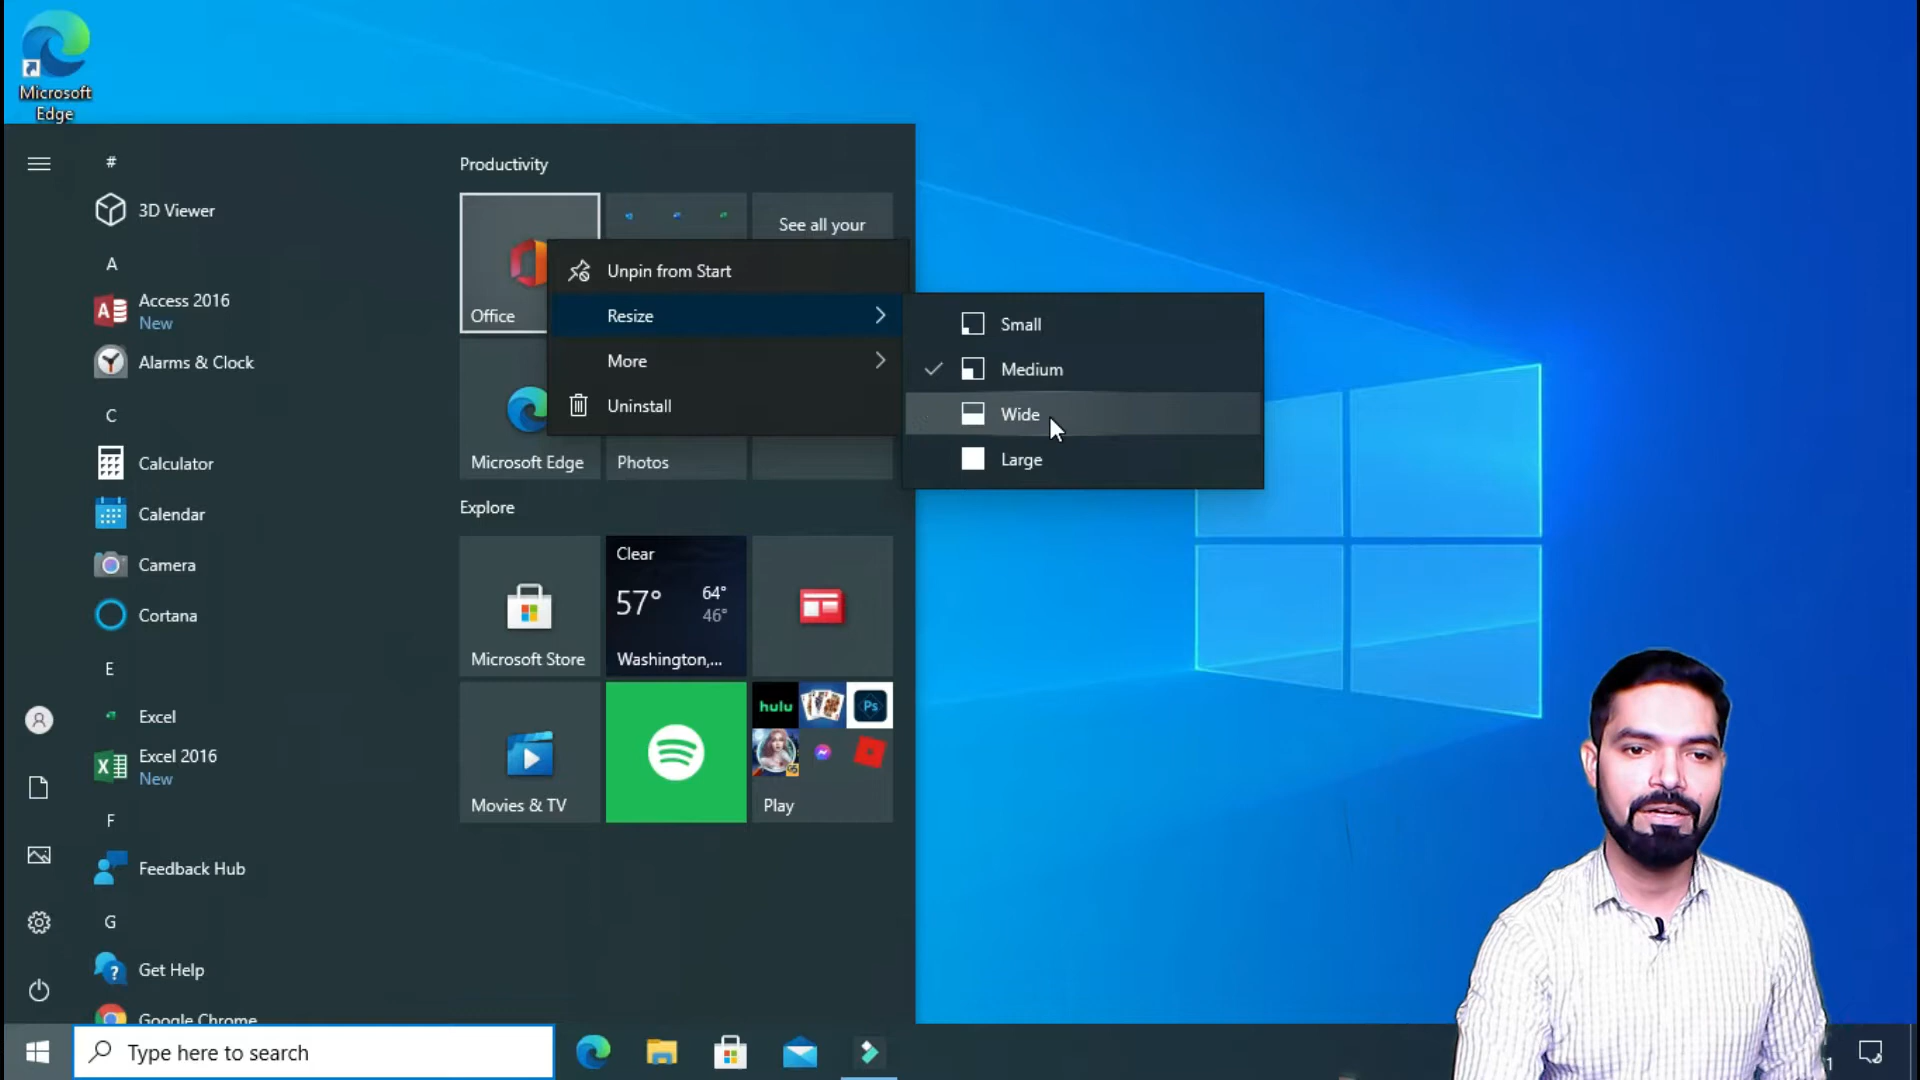 Microsoft
Edge
#
3D Viewer
A
Access 2016
New
Alarms & Clock
C
Calculator
Calendar
Camera
Cortana
E
Excel
Excel 2016
New
F
Feedback Hub
G
Get Help
Google Chrome
Productivity
Office
See all your
Microsoft Edge
Photos
Unpin from Start
Resize
More
Uninstall
Small
Medium
Wide
Large
Explore
Microsoft Store
Clear
57°
64°
46°
Washington,...
Movies & TV
hulu
Ps
Play
Type here to search